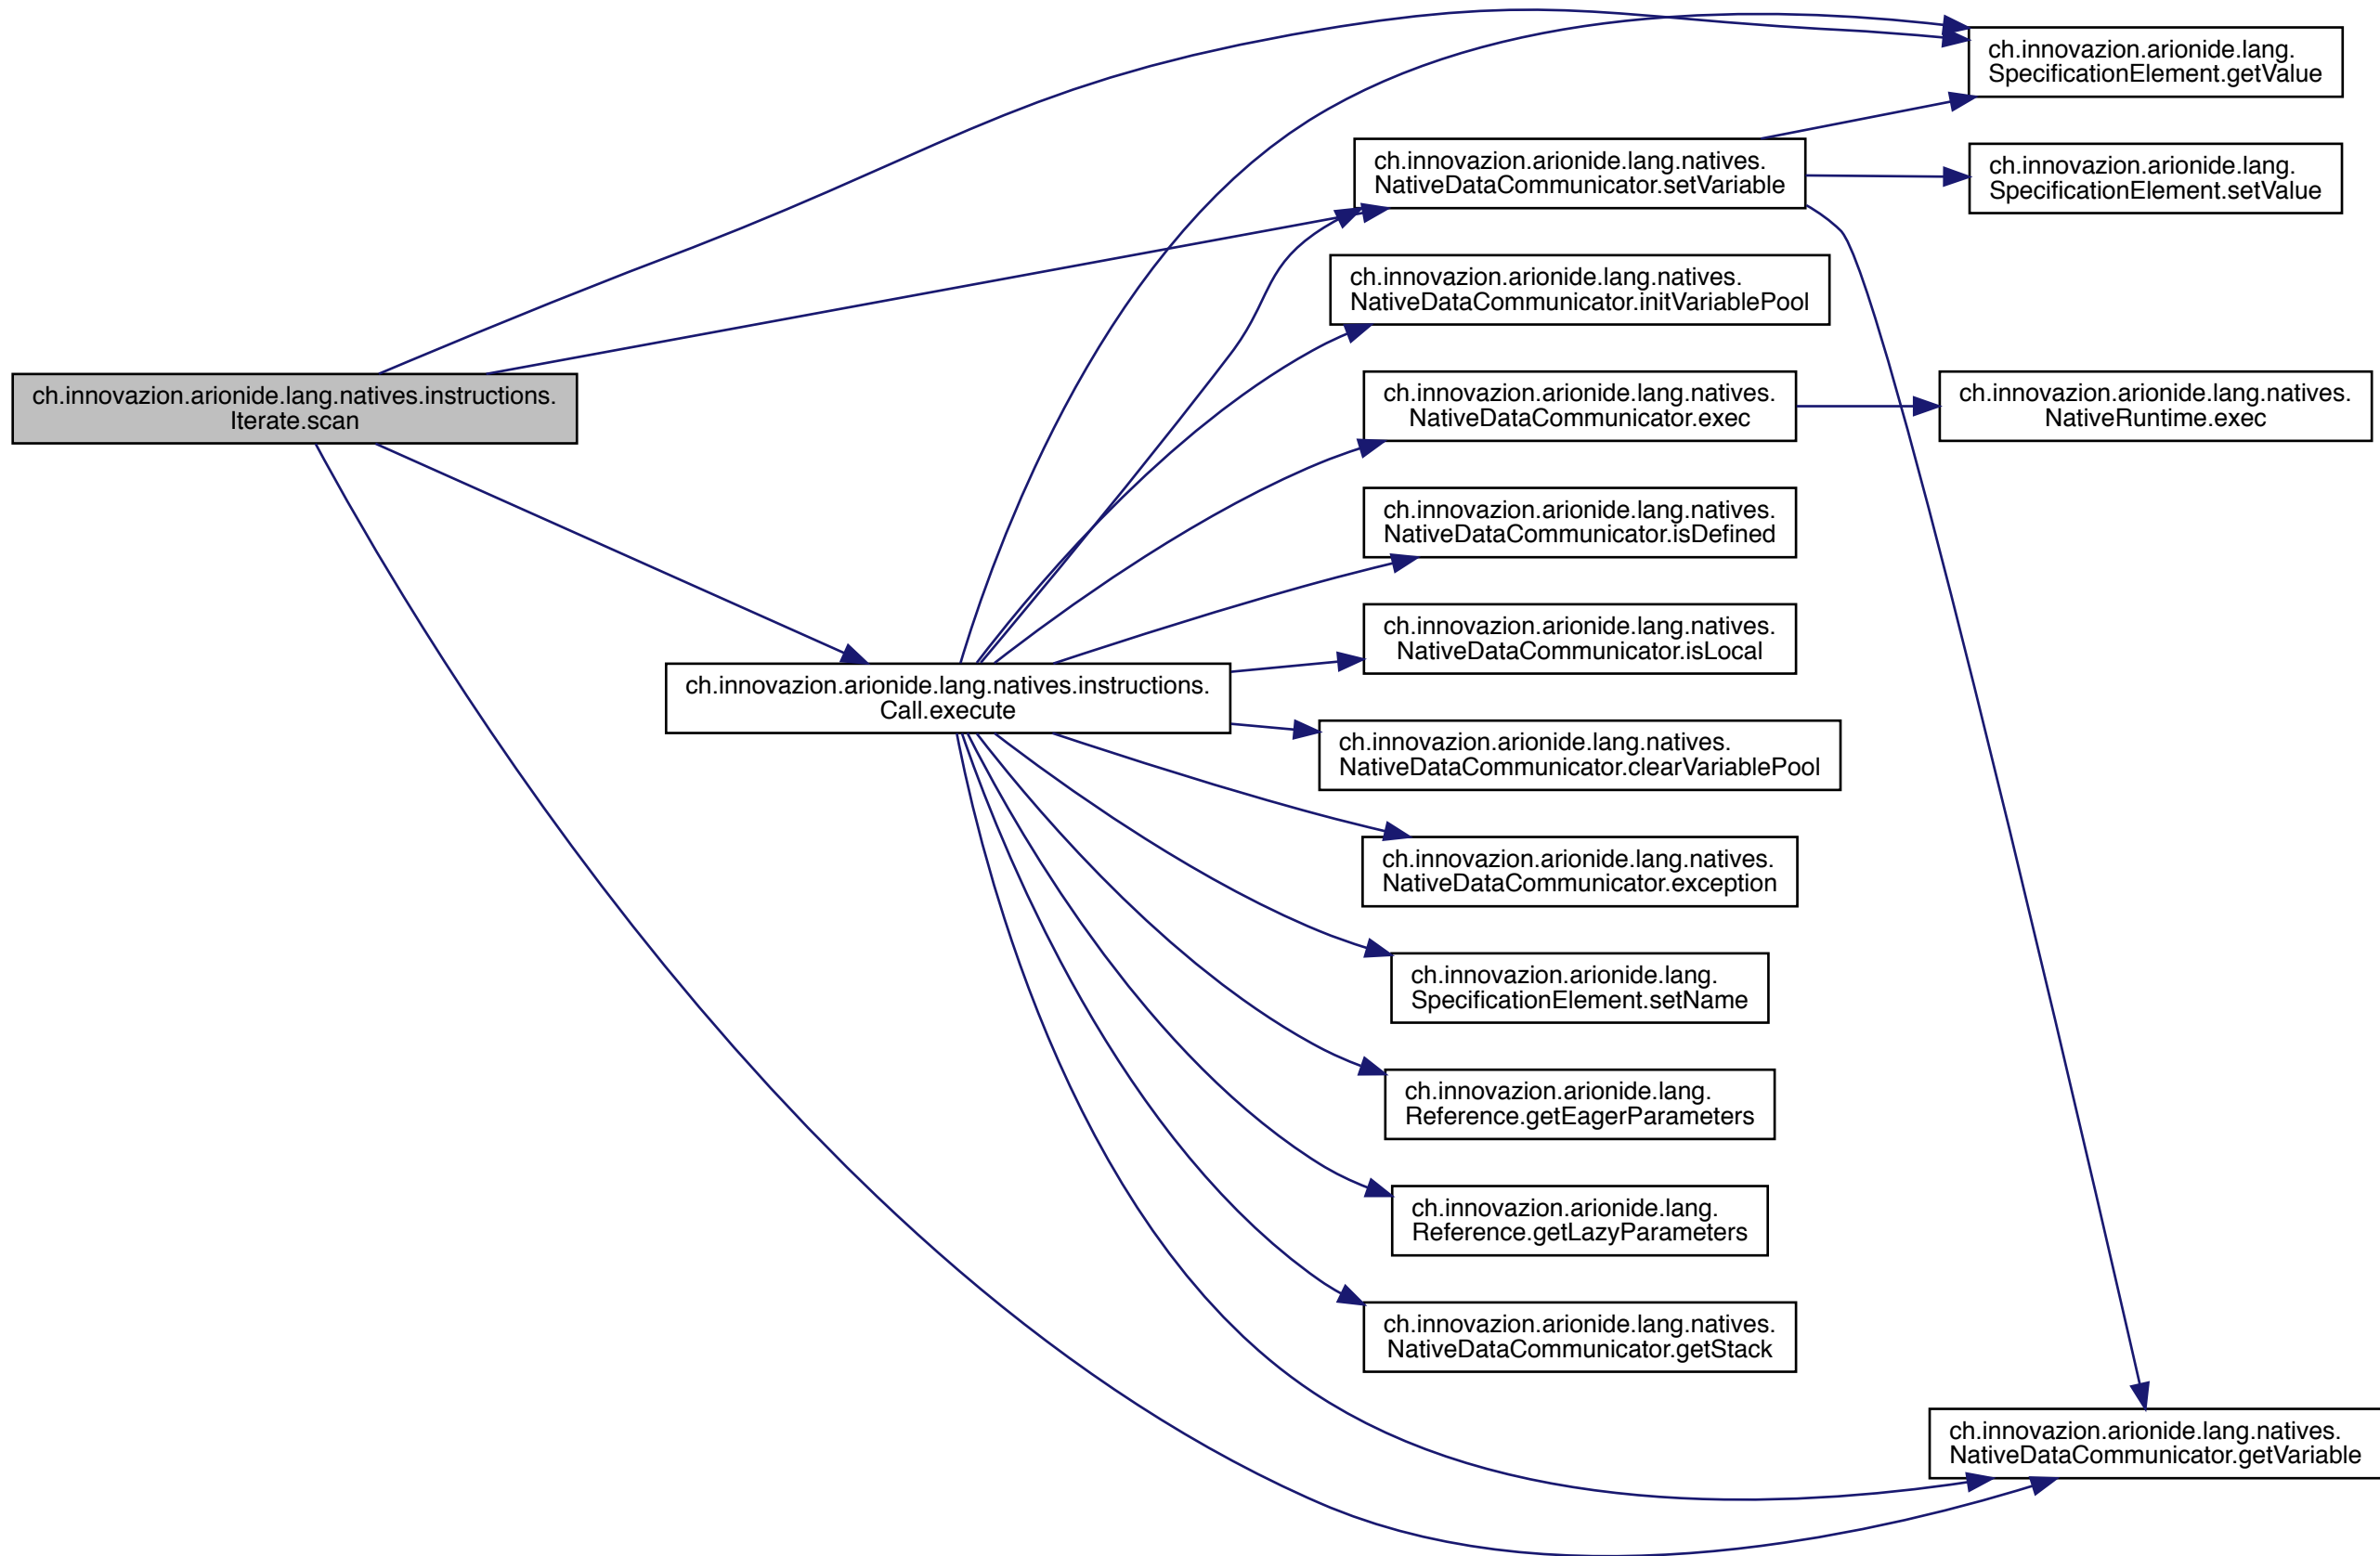 ch.innovazion.arionide.lang.
SpecificationElement.getValue
ch.innovazion.arionide.lang.natives.
NativeDataCommunicator.setVariable
ch.innovazion.arionide.lang.
SpecificationElement.setValue
ch.innovazion.arionide.lang.natives.
NativeDataCommunicator.initVariablePool
ch.innovazion.arionide.lang.natives.instructions.
Iterate.scan
ch.innovazion.arionide.lang.natives.
NativeDataCommunicator.exec
ch.innovazion.arionide.lang.natives.
NativeRuntime.exec
ch.innovazion.arionide.lang.natives.
NativeDataCommunicator.isDefined
ch.innovazion.arionide.lang.natives.
NativeDataCommunicator.isLocal
ch.innovazion.arionide.lang.natives.instructions.
Call.execute
ch.innovazion.arionide.lang.natives.
NativeDataCommunicator.clearVariablePool
ch.innovazion.arionide.lang.natives.
NativeDataCommunicator.exception
ch.innovazion.arionide.lang.
SpecificationElement.setName
ch.innovazion.arionide.lang.
Reference.getEagerParameters
ch.innovazion.arionide.lang.
Reference.getLazyParameters
ch.innovazion.arionide.lang.natives.
NativeDataCommunicator.getStack
ch.innovazion.arionide.lang.natives.
NativeDataCommunicator.getVariable